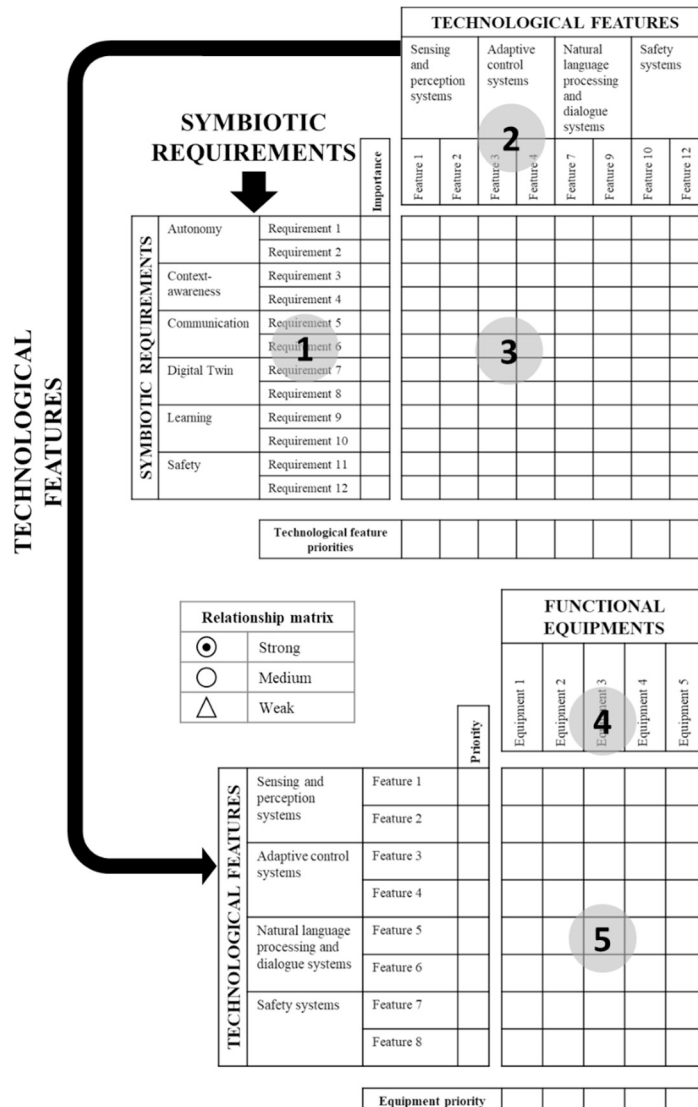 TECHNOLOGICAL FEATURES
Sensing
and
perception
systems
Adaptive
control
systems
Natural
language
processing
and
dialogue
systems
Safety
systems
SYMBIOTIC
REQUIREMENTS
Importance
Feature 1
Feature 2
Feature 3
Feature 4
Feature 7
Feature 9
Feature 10
Feature 12
2
SYMBIOTIC REQUIREMENTS
Autonomy
Requirement 1
Requirement 2
Context-
awareness
Requirement 3
Requirement 4
Communication
Requirement 5
Requirement 6
Digital Twin
Requirement 7
Requirement 8
Learning
Requirement 9
Requirement 10
Safety
Requirement 11
Requirement 12
1
3
Technological feature
priorities
TECHNOLOGICAL
FEATURES
Relationship matrix
Strong
Medium
Weak
FUNCTIONAL
EQUIPMENTS
Priority
Equipment 1
Equipment 2
Equipment 3
Equipment 4
Equipment 5
4
TECHNOLOGICAL FEATURES
Sensing and
perception
systems
Feature 1
Feature 2
Adaptive control
systems
Feature 3
Feature 4
Natural language
processing and
dialogue systems
Feature 5
Feature 6
Safety systems
Feature 7
Feature 8
5
Equipment priority